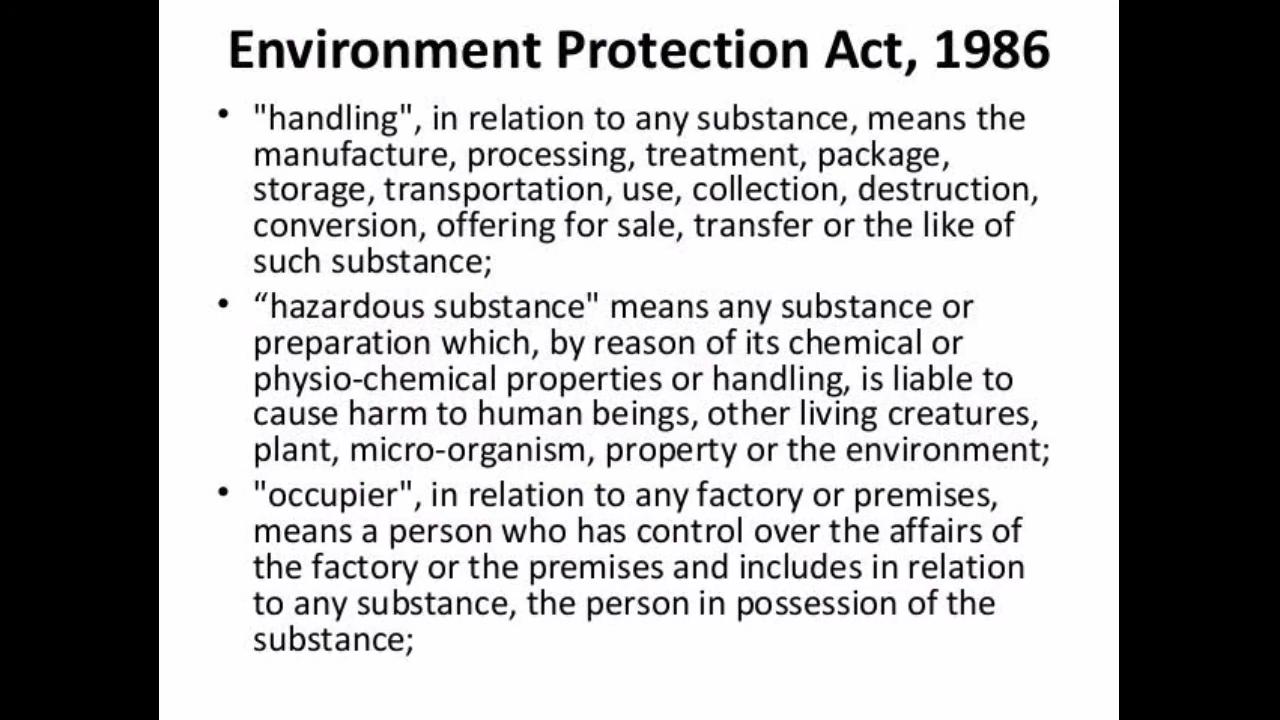 Environment Protection Act, 1986
• "handling", in relation to any substance, means the
manufacture, processing, treatment, package,
storage, transportation, use, collection, destruction,
conversion, offering for sale, transfer or the like of
such substance;
• “hazardous substance" means any substance or
preparation which, by reason of its chemical or
physio-chemical properties or handling, is liable to
cause harm to human beings, other living creatures,
plant, micro-organism, property or the environment;
• "occupier", in relation to any factory or premises,
means a person who has control over the affairs of
the factory or the premises and includes in relation
to any substance, the person in possession of the
substance;